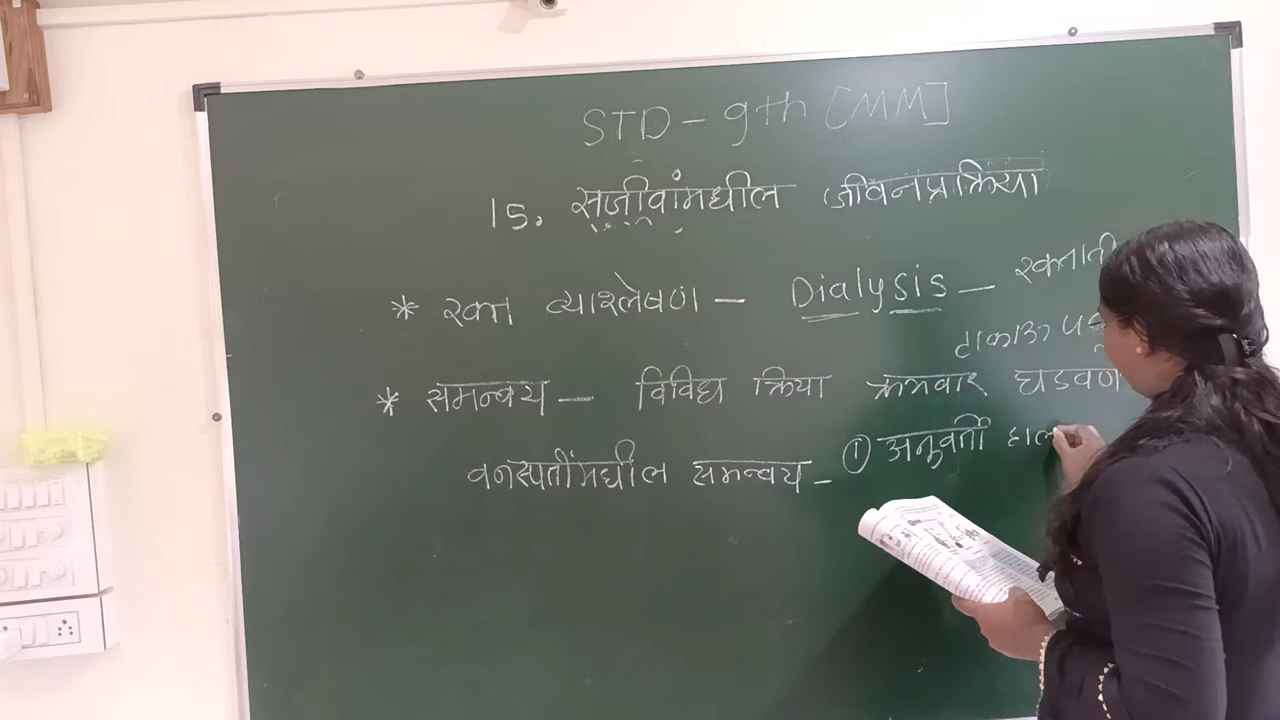 STD - 9th [MM]
15. सजीवांमधील जीवनप्रक्रिया
* रक्त व्याश्लेषण - Dialysis - रक्ताती
टाकाऊ
* समन्वय - विविध क्रिया क्रमवार घडवण
वनस्पतींमधील समन्वय - ① अनुवर्ती हाल